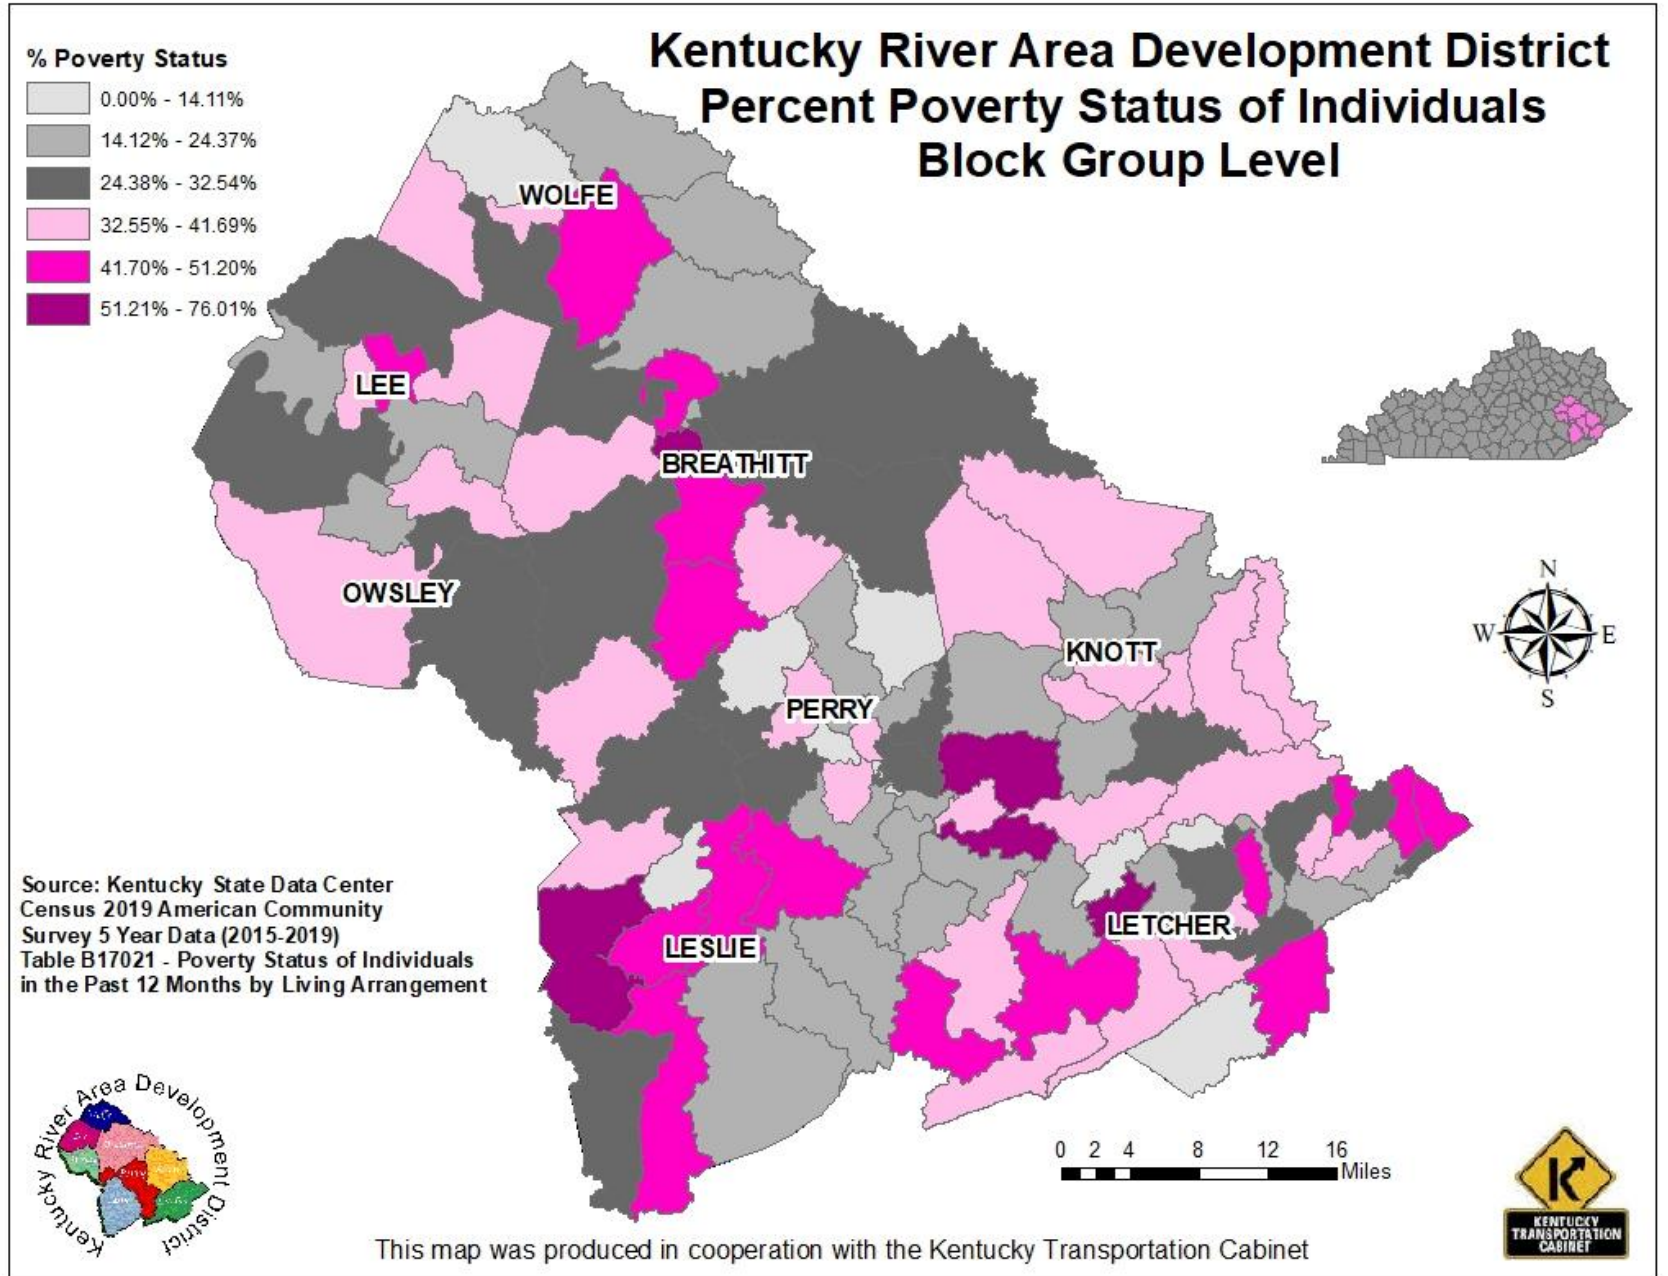 Kentucky River Area Development District
Percent Poverty Status of Individuals
Block Group Level
% Poverty Status
0.00% - 14.11%
14.12% - 24.37%
24.38% - 32.54%
32.55% - 41.69%
41.70% - 51.20%
51.21% - 76.01%
WOLFE
LEE
BREATHITT
OWSLEY
KNOTT
PERRY
LETCHER
LESLIE
N
W E
S
Source: Kentucky State Data Center
Census 2019 American Community
Survey 5 Year Data (2015-2019)
Table B17021 - Poverty Status of Individuals
in the Past 12 Months by Living Arrangement
Kentucky River Area Development District
0 2 4 8 12 16
Miles
K
KENTUCKY
TRANSPORTATION
CABINET
This map was produced in cooperation with the Kentucky Transportation Cabinet